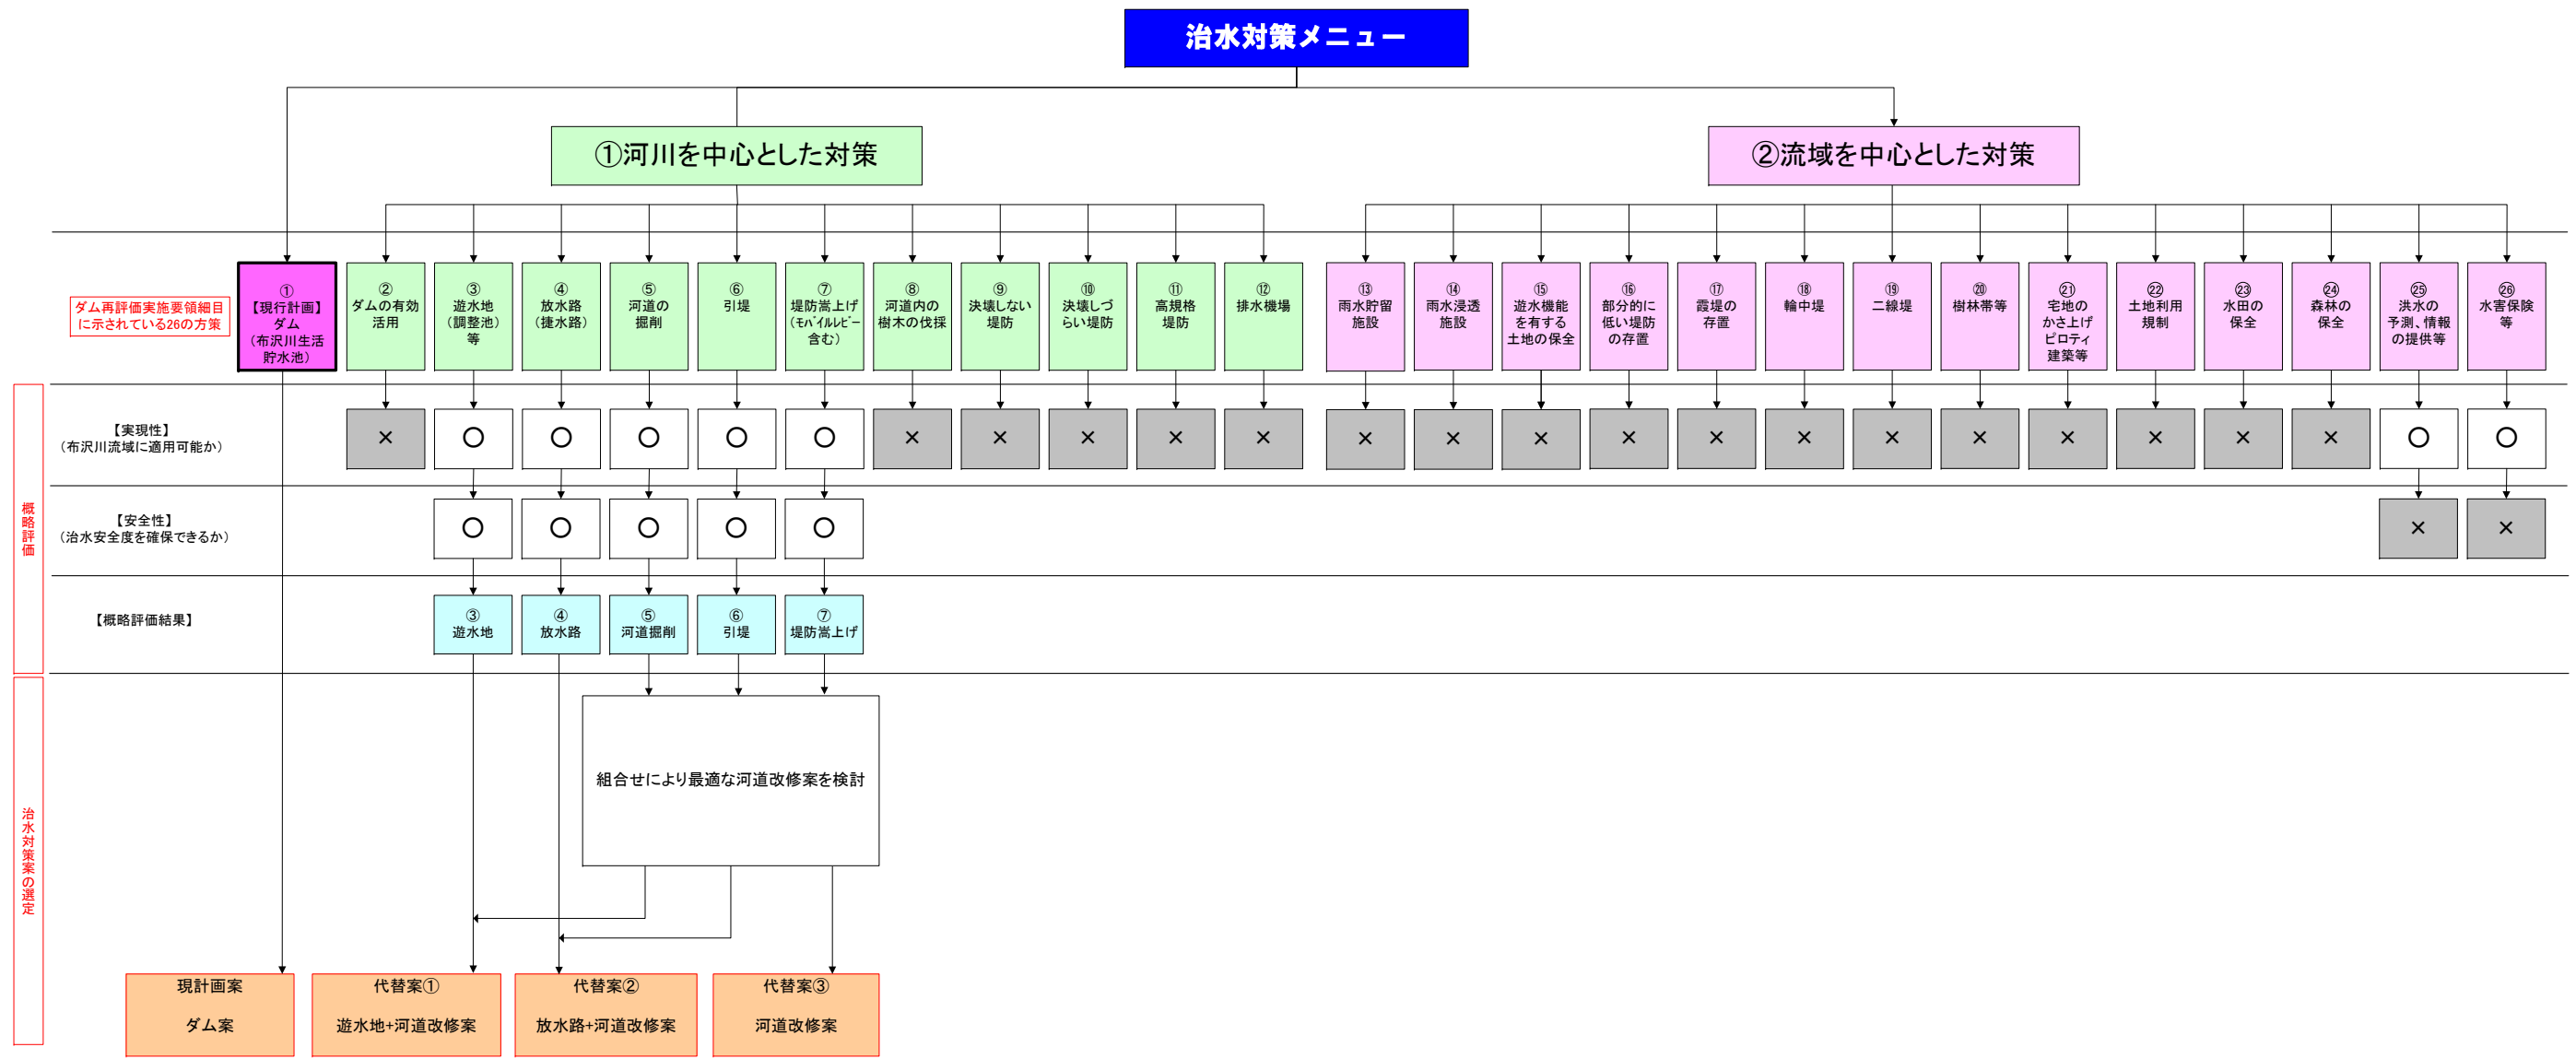 治水対策メニュー
①河川を中心とした対策
②流域を中心とした対策
ダム再評価実施要領細目
に示されている26の方策
①
【現行計画】
ダム
（布沢川生活
貯水池）
②
ダムの有効
活用
③
遊水地
（調整池）
等
④
放水路
（捷水路）
⑤
河道の
掘削
⑥
引堤
⑦
堤防嵩上げ
（ﾓﾊﾞｲﾙﾚﾋﾞｰ
含む）
⑧
河道内の
樹木の伐採
⑨
決壊しない
堤防
⑩
決壊しづ
らい堤防
⑪
高規格
堤防
⑫
排水機場
⑬
雨水貯留
施設
⑭
雨水浸透
施設
⑮
遊水機能
を有する
土地の保全
⑯
部分的に
低い堤防
の存置
⑰
霞堤の
存置
⑱
輪中堤
⑲
二線堤
⑳
樹林帯等
㉑
宅地の
かさ上げ
ピロティ
建築等
㉒
土地利用
規制
㉓
水田の
保全
㉔
森林の
保全
㉕
洪水の
予測、情報
の提供等
㉖
水害保険
等
概略評価
【実現性】
（布沢川流域に適用可能か）
× ○ ○ ○ ○ ○ × × × × × × × × × × × × × × × × × ○ ○
【安全性】
（治水安全度を確保できるか）
○ ○ ○ ○ ○ × ×
【概略評価結果】
③
遊水地
④
放水路
⑤
河道掘削
⑥
引堤
⑦
堤防嵩上げ
治水対策案の選定
組合せにより最適な河道改修案を検討
現計画案
ダム案
代替案①
遊水地+河道改修案
代替案②
放水路+河道改修案
代替案③
河道改修案